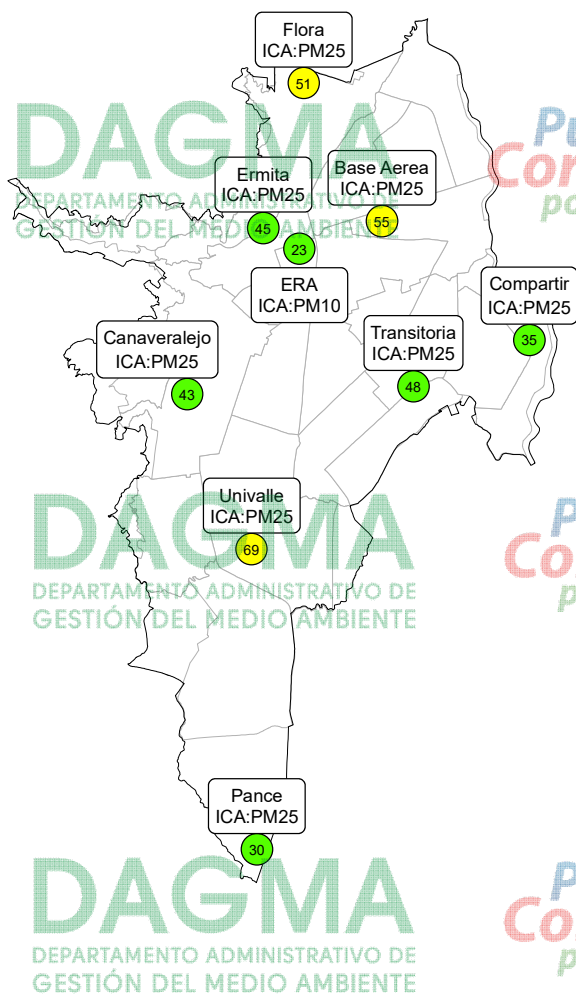 Flora
ICA:PM25
51
DAGMA
DEPARTAMENTO ADMINISTRATIVO DE
GESTIÓN DEL MEDIO AMBIENTE
Ermita
ICA:PM25
45
Base Aerea
ICA:PM25
55
23
ERA
ICA:PM10
Compartir
ICA:PM25
35
Canaveralejo
ICA:PM25
43
Transitoria
ICA:PM25
48
Univalle
ICA:PM25
69
DAGMA
DEPARTAMENTO ADMINISTRATIVO DE
GESTIÓN DEL MEDIO AMBIENTE
Pance
ICA:PM25
30
DAGMA
DEPARTAMENTO ADMINISTRATIVO DE
GESTIÓN DEL MEDIO AMBIENTE